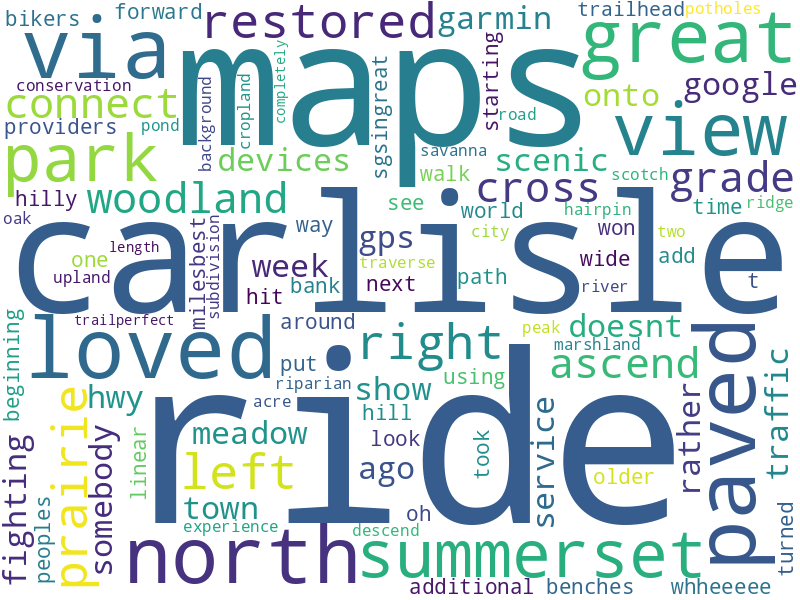 bikers
forward
restored
garmin
trailhead
potholes
via
maps
great
conservation
connect
providers
pond
background
cropland
completely
sgsingreat
starting
road
onto
google
view
park
devices
savanna
walk
scenic
grade
hilly
woodland
cross
see
world
hairpin
time
ridge
scotch
oak
carlisle
way
gps
city
won
two
one
length
week
traverse
path
wide
add
upland
hit
bank
next
river
t
milesbest
subdivision
trailperfect
around
loved
right
peak
doesnt
marshland
beginning
put
riparian
ascend
paved
traffic
prairie
hwy
acre
show
using
rather
hill
ride
meadow
look
took
service
fighting
somebody
linear
left
ago
older
peoples
town
oh
experience
descend
north
summerset
turned
additional
benches
whheeeee